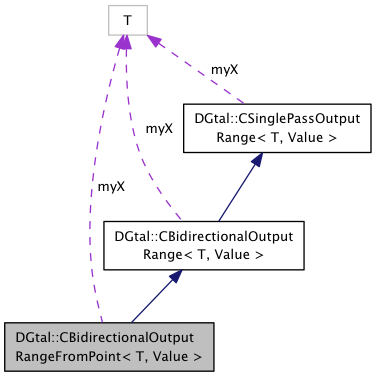 T
myX
DGtal::CSinglePassOutput
Range< T, Value >
myX
myX
DGtal::CBidirectionalOutput
Range< T, Value >
DGtal::CBidirectionalOutput
RangeFromPoint< T, Value >